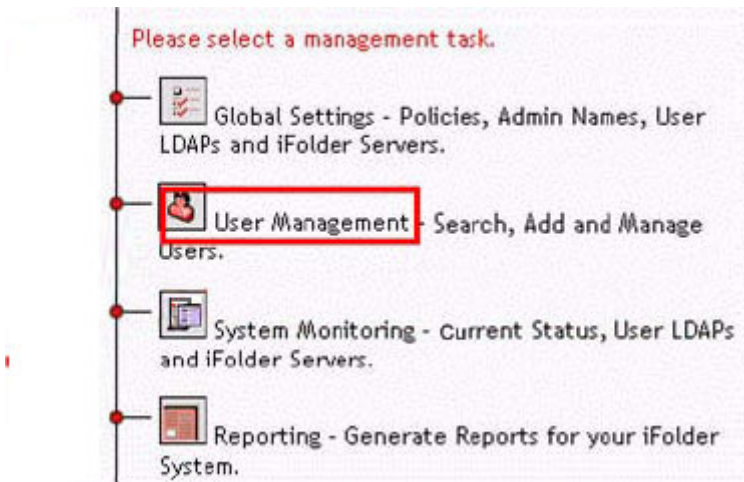 Please select a management task.
Global Settings - Policies, Admin Names, User
LDAPs and iFolder Servers.
User Management - Search, Add and Manage
Users.
System Monitoring - Current Status, User LDAPs
and iFolder Servers.
Reporting - Generate Reports for your iFolder
System.